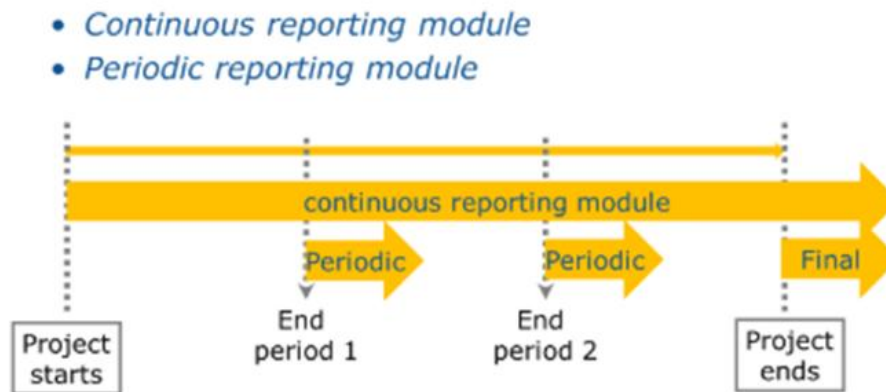 • Continuous reporting module
• Periodic reporting module
continuous reporting module
Periodic
Periodic
Final
End
period 1
End
period 2
Project
starts
Project
ends